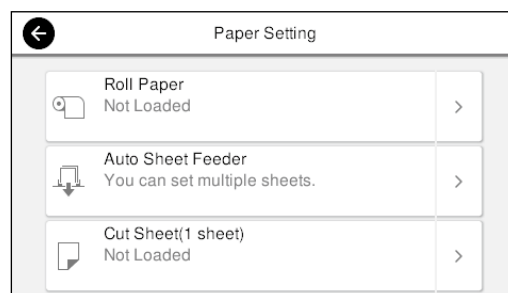 Paper Setting
Roll Paper
Not Loaded
Auto Sheet Feeder
You can set multiple sheets.
Cut Sheet(1 sheet)
Not Loaded